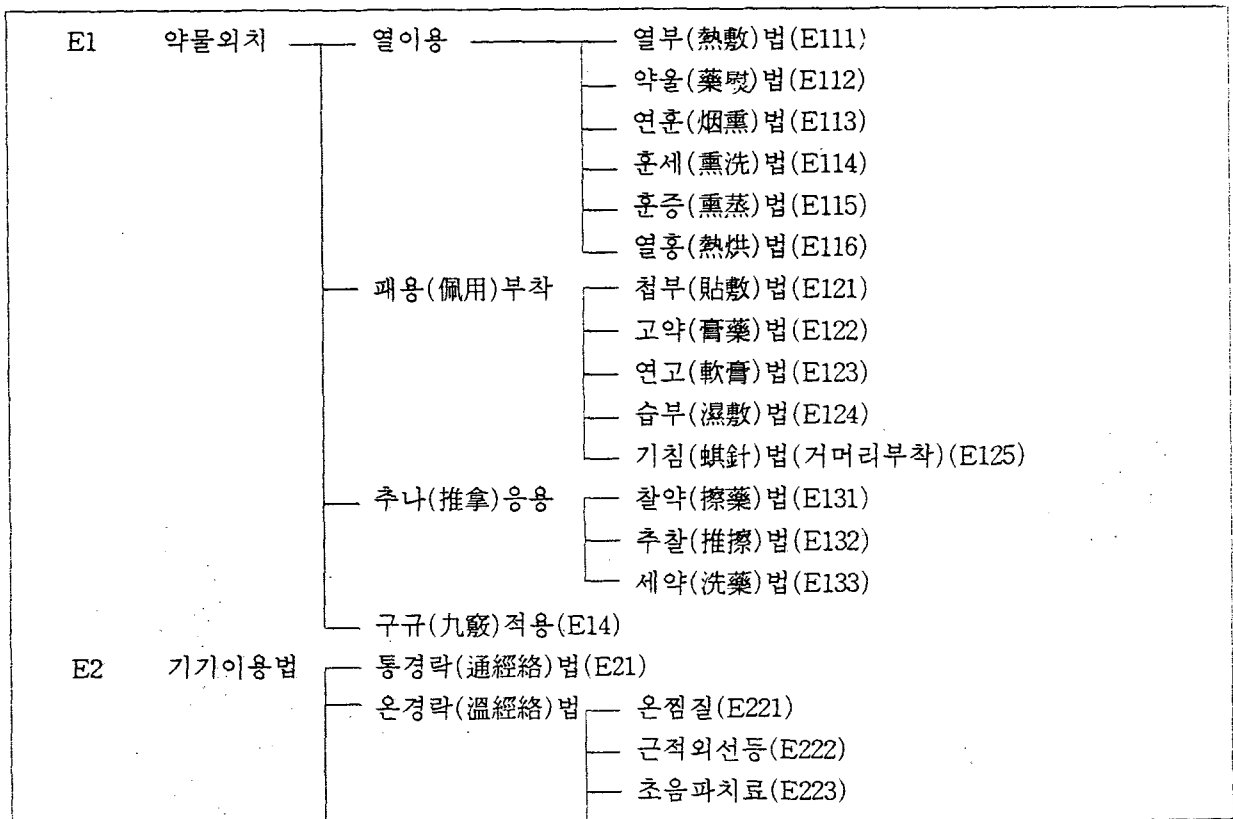 E1 약물외치 열이용 열부(熱敷)법(E111)
약울(藥熨)법(E112)
연훈(烟熏)법(E113)
훈세(熏洗)법(E114)
훈증(熏蒸)법(E115)
열홍(熱烘)법(E116)
패용(佩用)부착 첩부(貼敷)법(E121)
고약(膏藥)법(E122)
연고(軟膏)법(E123)
습부(濕敷)법(E124)
기침(蜞針)법(거머리부착)(E125)
추나(推拿)응용 찰약(擦藥)법(E131)
추찰(推擦)법(E132)
세약(洗藥)법(E133)
구규(九竅)적용(E14)
E2 기기이용법 통경락(通經絡)법(E21)
온경락(溫經絡)법 온찜질(E221)
근적외선등(E222)
초음파치료(E223)